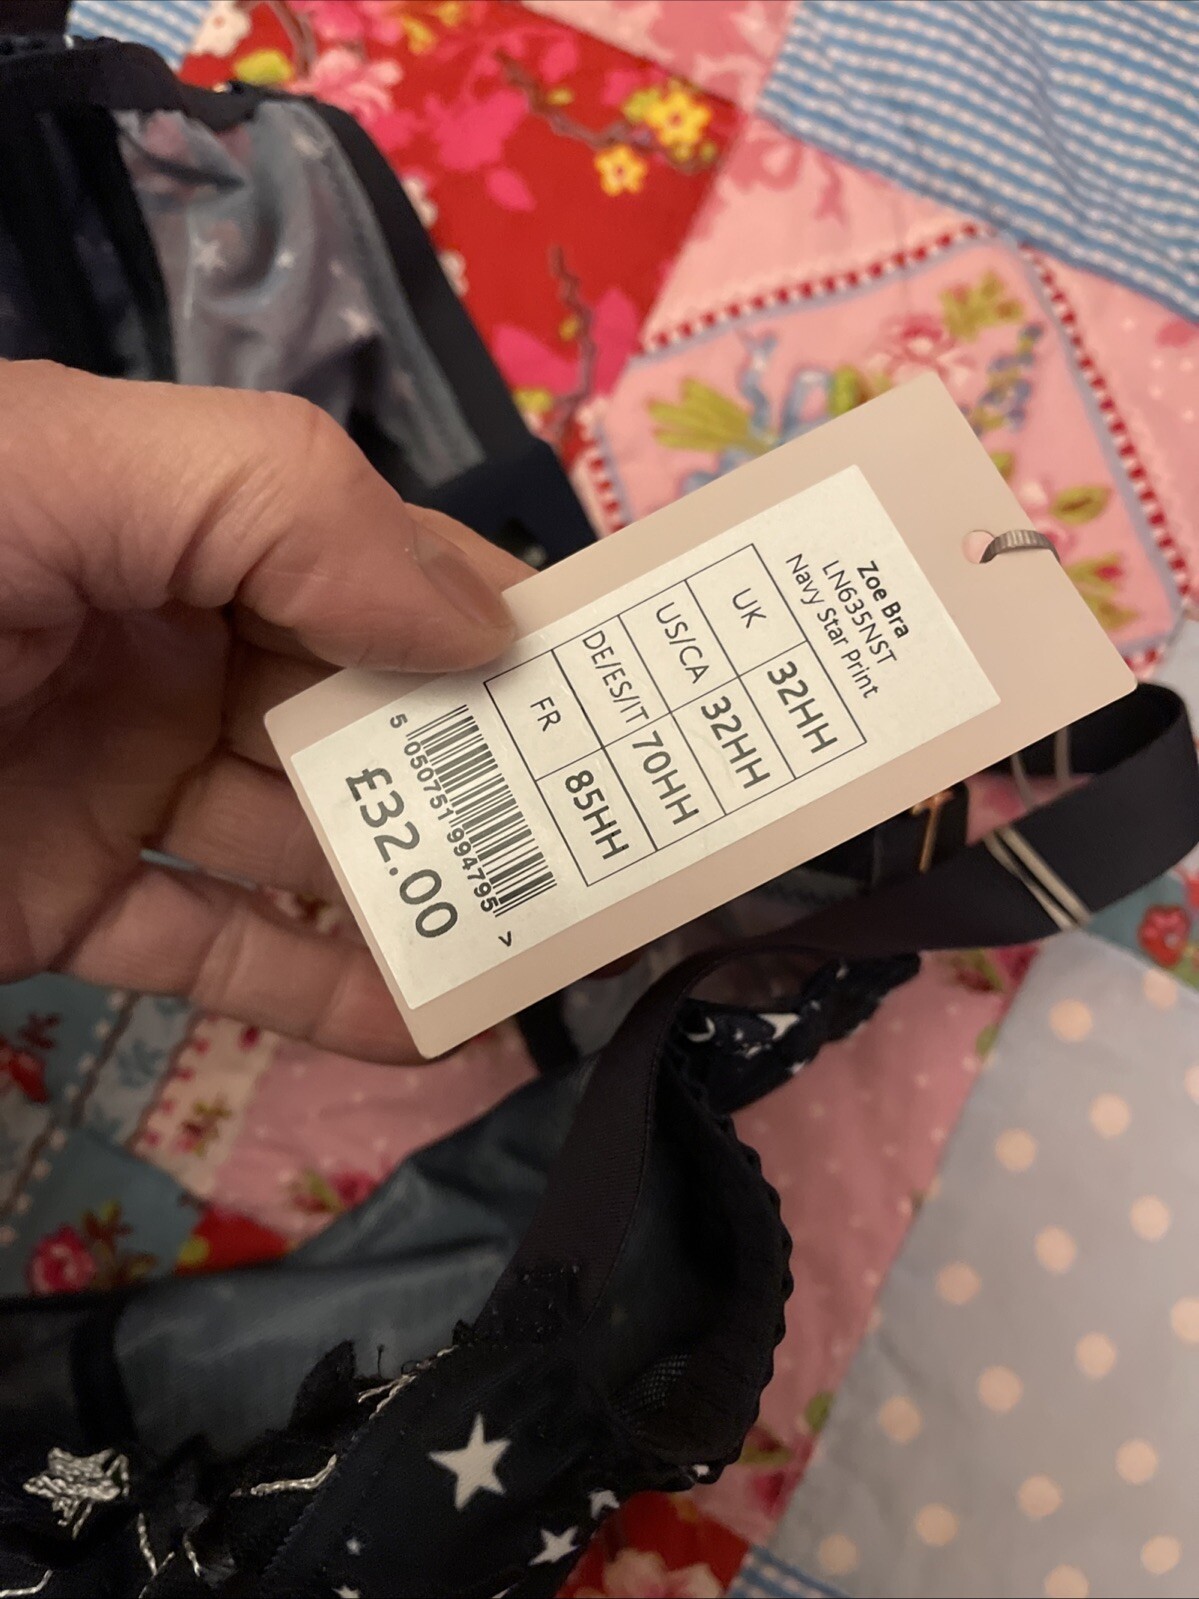 Zoe Bra
LN635NST
Navy Star Print
UK 32HH
US/CA 32HH
DE/ES/IT 70HH
FR 85HH
5 050751 994795 >
£32.00